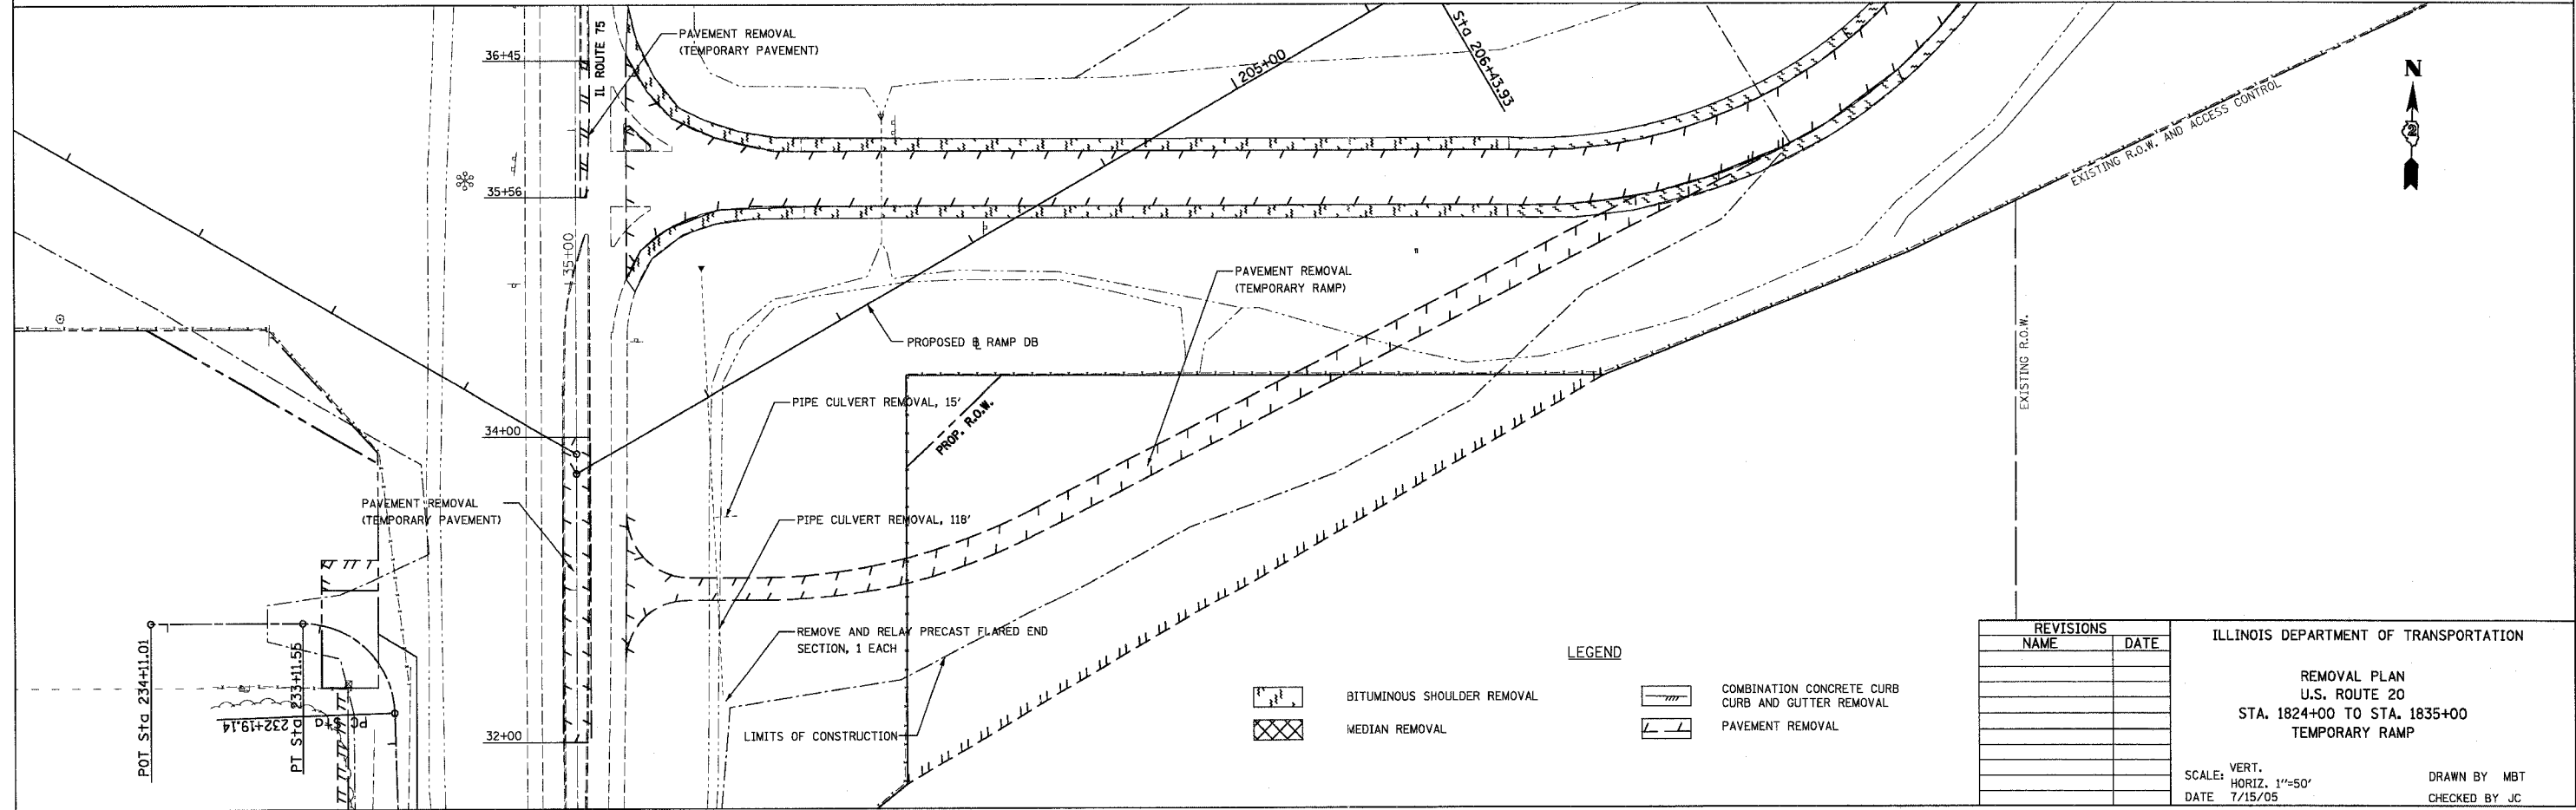 36+45
IL ROUTE 75
PAVEMENT REMOVAL
(TEMPORARY PAVEMENT)
205+00
Sta 206+43.93
N
2
EXISTING R.O.W. AND ACCESS CONTROL
35+56
35+00
PAVEMENT REMOVAL
(TEMPORARY RAMP)
PROPOSED ℄ RAMP DB
EXISTING R.O.W.
PIPE CULVERT REMOVAL, 15'
PROP. R.O.W.
34+00
PAVEMENT REMOVAL
(TEMPORARY PAVEMENT)
PIPE CULVERT REMOVAL, 118'
REMOVE AND RELAY PRECAST FLARED END
SECTION, 1 EACH
POT Sta 234+11.01
PT Sta 233+11.55
PC Sta 232+19.14
32+00
LIMITS OF CONSTRUCTION
LEGEND
BITUMINOUS SHOULDER REMOVAL
MEDIAN REMOVAL
COMBINATION CONCRETE CURB
CURB AND GUTTER REMOVAL
PAVEMENT REMOVAL
REVISIONS
NAME DATE
ILLINOIS DEPARTMENT OF TRANSPORTATION
REMOVAL PLAN
U.S. ROUTE 20
STA. 1824+00 TO STA. 1835+00
TEMPORARY RAMP
SCALE: VERT.
HORIZ. 1"=50'
DATE 7/15/05
DRAWN BY MBT
CHECKED BY JC